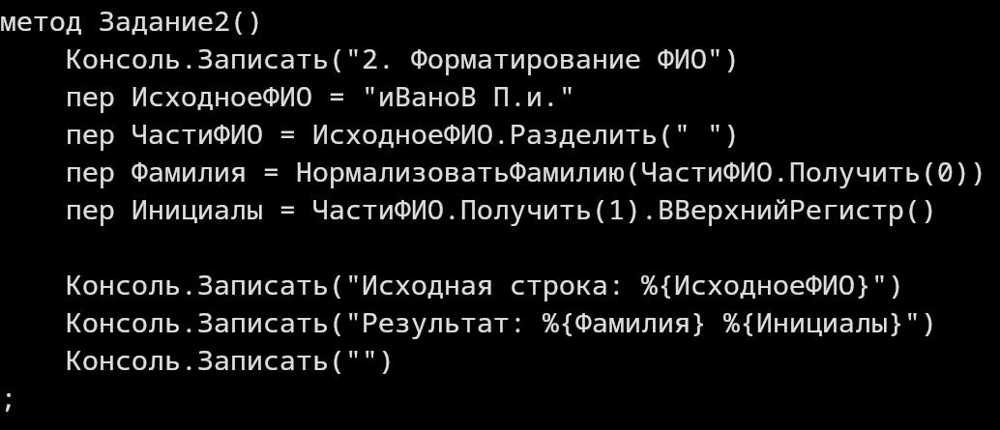 метод Задание2()
    Консоль.Записать("2. Форматирование ФИО")
    пер ИсходноеФИО = "иВаноВ П.и."
    пер ЧастиФИО = ИсходноеФИО.Разделить(" ")
    пер Фамилия = НормализоватьФамилию(ЧастиФИО.Получить(0))
    пер Инициалы = ЧастиФИО.Получить(1).ВВерхнийРегистр()

    Консоль.Записать("Исходная строка: %{ИсходноеФИО}")
    Консоль.Записать("Результат: %{Фамилия} %{Инициалы}")
    Консоль.Записать("")
;